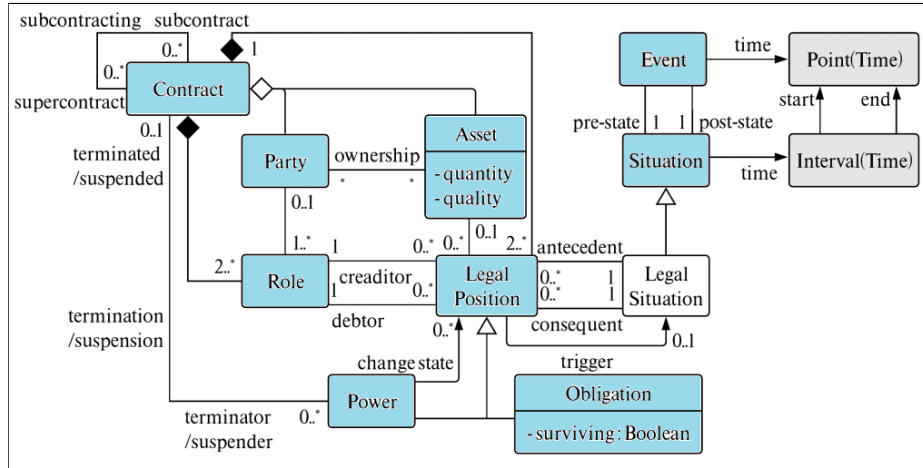 subcontracting
subcontract
0..*
1
0..*
Contract
supercontract
0..1
terminated
/suspended
Party
ownership
*
*
Asset
- quantity
- quality
0..1
0..1
1..*
1
0..*
0..*
2..*
2..*
Role
creaditor
1
0..*
debtor
Legal
Position
antecedent
0..*
1
0..*
1
consequent
Legal
Situation
0..1
trigger
termination
/suspension
0..*
change state
Power
terminator
/suspender
0..*
Obligation
- surviving: Boolean
Event
time
Point(Time)
start
end
pre-state
1
1
post-state
Situation
time
Interval(Time)